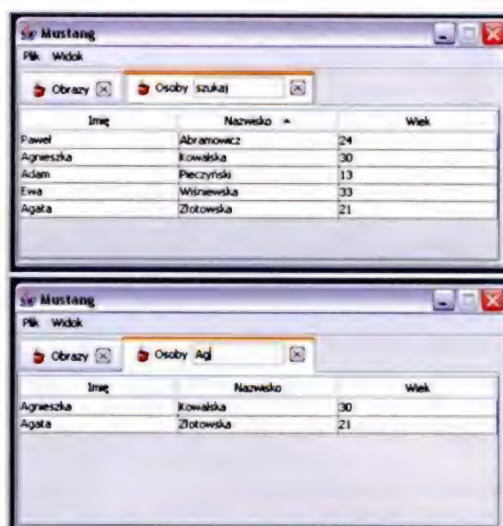 Mustang
Plik Widok
Obrazy Osoby szukaj
Imię Nazwisko Wiek
Paweł Abramowicz 24
Agnieszka Kowalska 30
Adam Pieczyński 13
Ewa Wiśniewska 33
Agata Złotowska 21
Mustang
Plik Widok
Obrazy Osoby Ag
Imię Nazwisko Wiek
Agnieszka Kowalska 30
Agata Złotowska 21